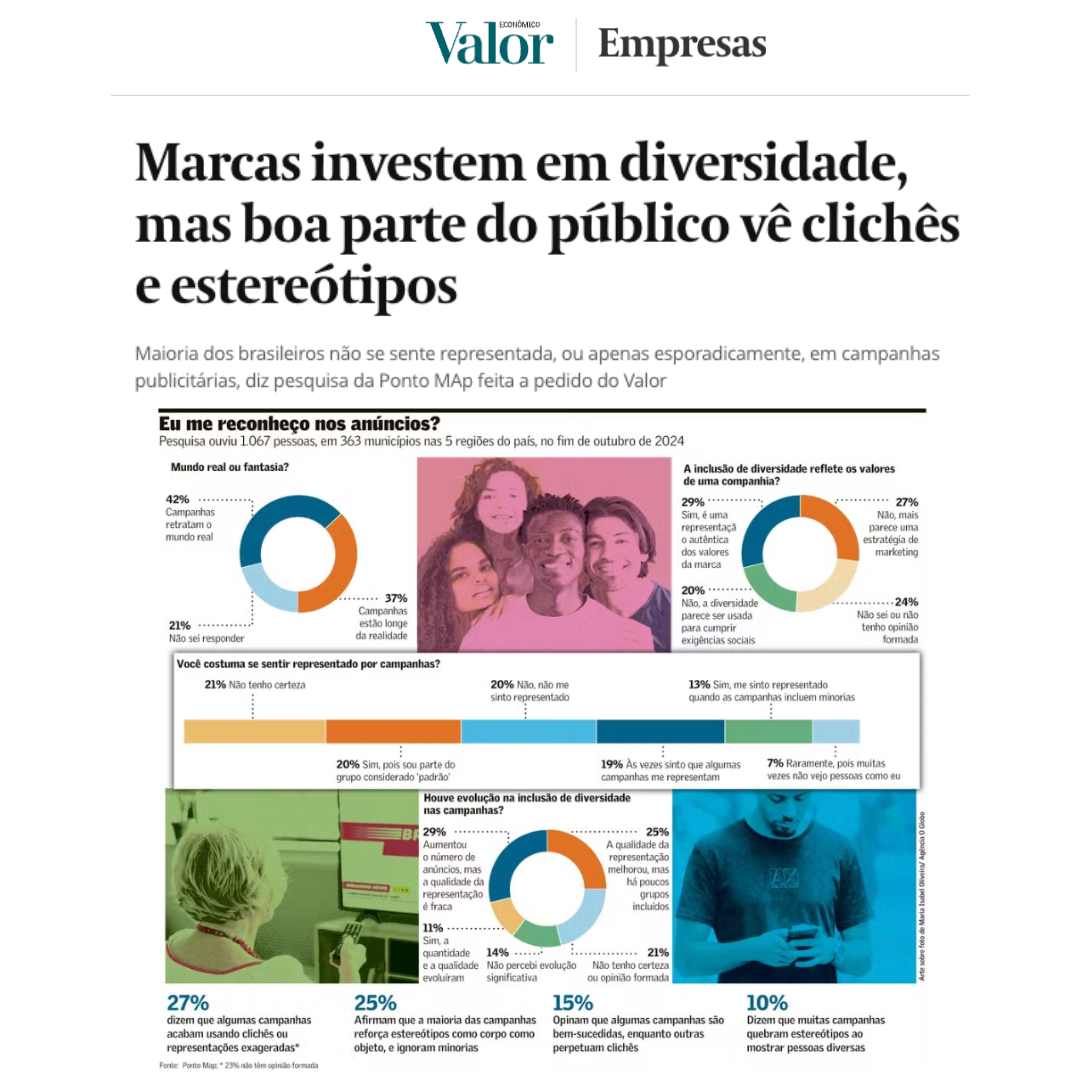 Valor ECONÔMICO
Empresas
Marcas investem em diversidade,
mas boa parte do público vê clichês
e estereótipos
Maioria dos brasileiros não se sente representada, ou apenas esporadicamente, em campanhas
publicitárias, diz pesquisa da Ponto MAp feita a pedido do Valor
Eu me reconheço nos anúncios?
Pesquisa ouviu 1.067 pessoas, em 363 municípios nas 5 regiões do país, no fim de outubro de 2024
Mundo real ou fantasia?
42%
Campanhas
retratam o
mundo real
37%
Campanhas
estão longe
da realidade
21%
Não sei responder
A inclusão de diversidade reflete os valores
de uma companhia?
29%
Sim, é uma
representaçã
o autêntica
dos valores
da marca
27%
Não, mais
parece uma
estratégia de
marketing
20%
Não, a diversidade
parece ser usada
para cumprir
exigências sociais
24%
Não sei ou não
tenho opinião
formada
Você costuma se sentir representado por campanhas?
21% Não tenho certeza
20% Não, não me
sinto representado
13% Sim, me sinto representado
quando as campanhas incluem minorias
20% Sim, pois sou parte do
grupo considerado 'padrão'
19% Às vezes sinto que algumas
campanhas me representam
7% Raramente, pois muitas
vezes não vejo pessoas como eu
Houve evolução na inclusão de diversidade
nas campanhas?
29%
Aumentou
o número de
anúncios, mas
a qualidade da
representação
é fraca
25%
A qualidade da
representação
melhorou, mas
há poucos
grupos
incluídos
11%
Sim, a
quantidade
e a qualidade
evoluíram
14%
Não percebi evolução
significativa
21%
Não tenho certeza
ou opinião formada
BR
BREAKING NEWS
LIVE
AX
Arte sobre foto de Maria Isabel Oliveira/ Agência O Globo
27%
dizem que algumas campanhas
acabam usando clichês ou
representações exageradas*
25%
Afirmam que a maioria das campanhas
reforça estereótipos como corpo como
objeto, e ignoram minorias
15%
Opinam que algumas campanhas são
bem-sucedidas, enquanto outras
perpetuam clichês
10%
Dizem que muitas campanhas
quebram estereótipos ao
mostrar pessoas diversas
Fonte: Ponto Map; * 23% não têm opinião formada